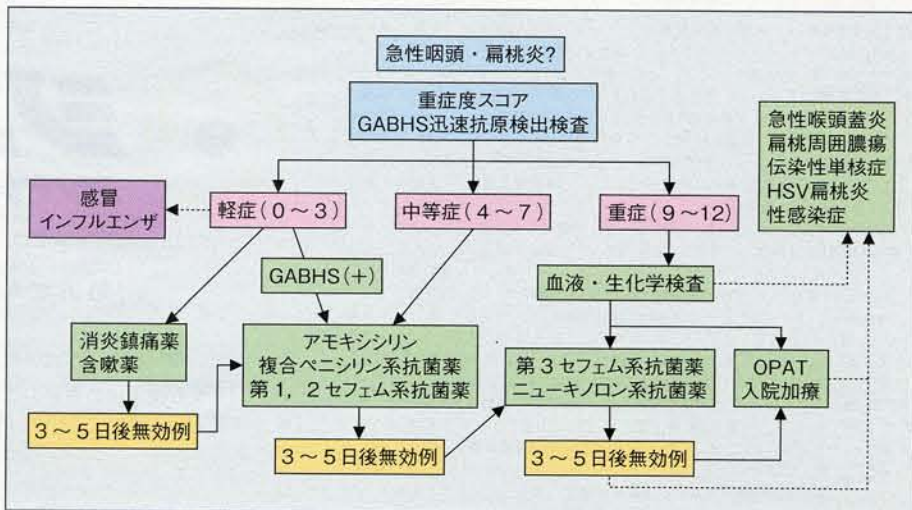 急性咽頭・扁桃炎?
重症度スコア
GABHS迅速抗原検出検査
急性喉頭蓋炎
扁桃周囲膿瘍
伝染性単核症
HSV扁桃炎
性感染症
感冒
インフルエンザ
軽症(0~3)
中等症(4~7)
重症(9~12)
GABHS(+)
血液・生化学検査
消炎鎮痛薬
含嗽薬
アモキシシリン
複合ペニシリン系抗菌薬
第1,2セフェム系抗菌薬
第3セフェム系抗菌薬
ニューキノロン系抗菌薬
OPAT
入院加療
3~5日後無効例
3~5日後無効例
3~5日後無効例